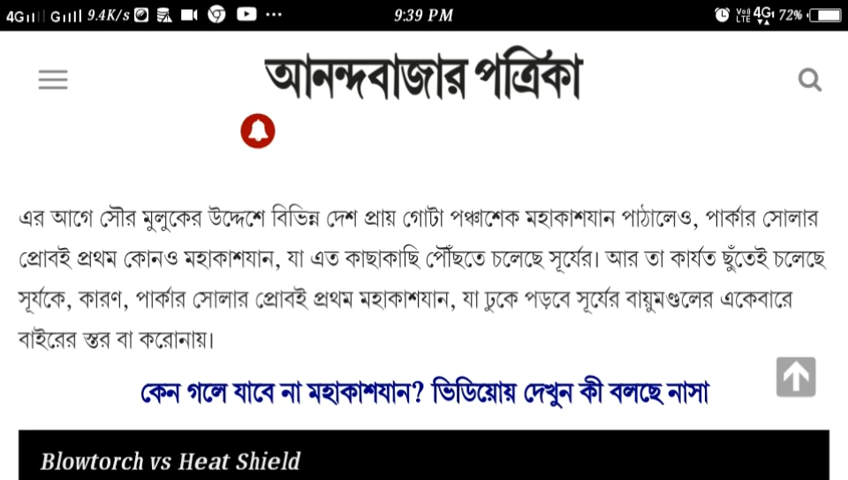 4G G 9.4K/s 9:39 PM VoLTE 4G 72%
আনন্দবাজার পত্রিকা
এর আগে সৌর মুলুকের উদ্দেশে বিভিন্ন দেশ প্রায় গোটা পঞ্চাশেক মহাকাশযান পাঠালেও, পার্কার সোলার
প্রোবই প্রথম কোনও মহাকাশযান, যা এত কাছাকাছি পৌঁছতে চলেছে সূর্যের। আর তা কার্যত ছুঁতেই চলেছে
সূর্যকে, কারণ, পার্কার সোলার প্রোবই প্রথম মহাকাশযান, যা ঢুকে পড়বে সূর্যের বায়ুমণ্ডলের একেবারে
বাইরের স্তর বা করোনায়।
কেন গলে যাবে না মহাকাশযান? ভিডিয়োয় দেখুন কী বলছে নাসা
Blowtorch vs Heat Shield